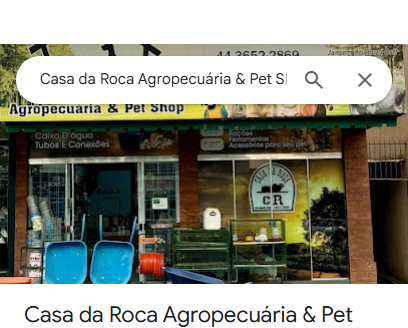 44 3652 2869
Casa da Roca Agropecuária & Pet S
Agropecuária & Pet Shop
Caixa D'água
Tubos E Conexões
Rações
Ferramentas
Acessórios para seu pet
CAIXA
CR
Casa da Roca Agropecuária & Pet